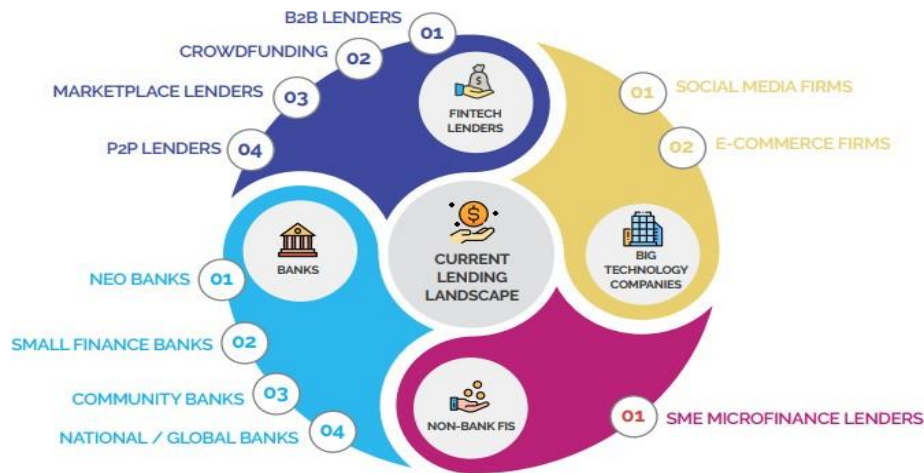 B2B LENDERS
01
CROWDFUNDING
02
MARKETPLACE LENDERS
03
P2P LENDERS
04
FINTECH
LENDERS
01
SOCIAL MEDIA FIRMS
02
E-COMMERCE FIRMS
BIG
TECHNOLOGY
COMPANIES
CURRENT
LENDING
LANDSCAPE
BANKS
NEO BANKS
01
SMALL FINANCE BANKS
02
COMMUNITY BANKS
03
NATIONAL / GLOBAL BANKS
04
NON-BANK FIS
01
SME MICROFINANCE LENDERS